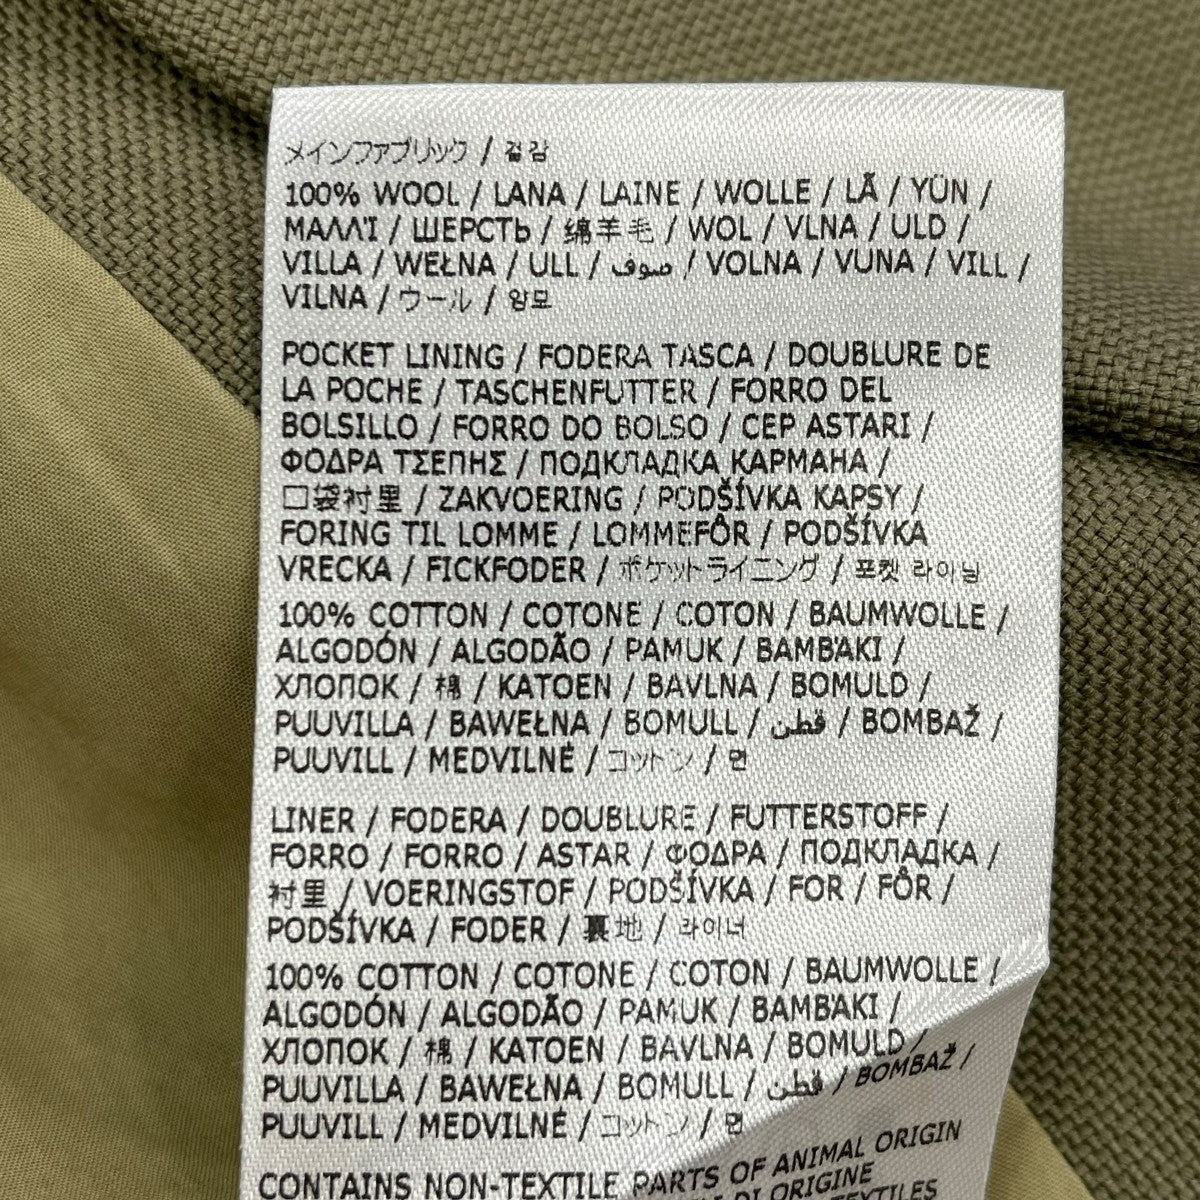 メインファブリック / 겉감
100% WOOL / LANA / LAINE / WOLLE / LÃ / YÜN /
ΜΑΛΛΪ / ШЕРСТЬ / 绵羊毛 / WOL / VLNA / ULD /
VILLA / WEŁNA / ULL / صوف / VOLNA / VUNA / VILL /
VILNA / ウール / 양모
POCKET LINING / FODERA TASCA / DOUBLURE DE
LA POCHE / TASCHENFUTTER / FORRO DEL
BOLSILLO / FORRO DO BOLSO / CEP ASTARI /
ΦΟΔΡΑ ΤΣΕΠΗΣ / ПОДКЛАДКА КАРМАНА /
口袋衬里 / ZAKVOERING / PODŠÍVKA KAPSY /
FORING TIL LOMME / LOMMEFÔR / PODŠÍVKA
VRECKA / FICKFODER / ポケットライニング / 포켓 라이닝
100% COTTON / COTONE / COTON / BAUMWOLLE /
ALGODÓN / ALGODÃO / PAMUK / BAMB'AKI /
ХЛОПОК / 棉 / KATOEN / BAVLNA / BOMULD /
PUUVILLA / BAWEŁNA / BOMULL / قطن / BOMBAŽ /
PUUVILL / MEDVILNĖ / コットン / 면
LINER / FODERA / DOUBLURE / FUTTERSTOFF /
FORRO / FORRO / ASTAR / ΦΟΔΡΑ / ПОДКЛАДКА /
衬里 / VOERINGSTOF / PODŠÍVKA / FOR / FÔR /
PODŠÍVKA / FODER / 裏地 / 라이너
100% COTTON / COTONE / COTON / BAUMWOLLE /
ALGODÓN / ALGODÃO / PAMUK / BAMB'AKI /
ХЛОПОК / 棉 / KATOEN / BAVLNA / BOMULD /
PUUVILLA / BAWEŁNA / BOMULL / قطن / BOMBAŽ /
PUUVILL / MEDVILNĖ / コットン / 면
CONTAINS NON-TEXTILE PARTS OF ANIMAL ORIGIN
DI ORIGINE
TEXTILES